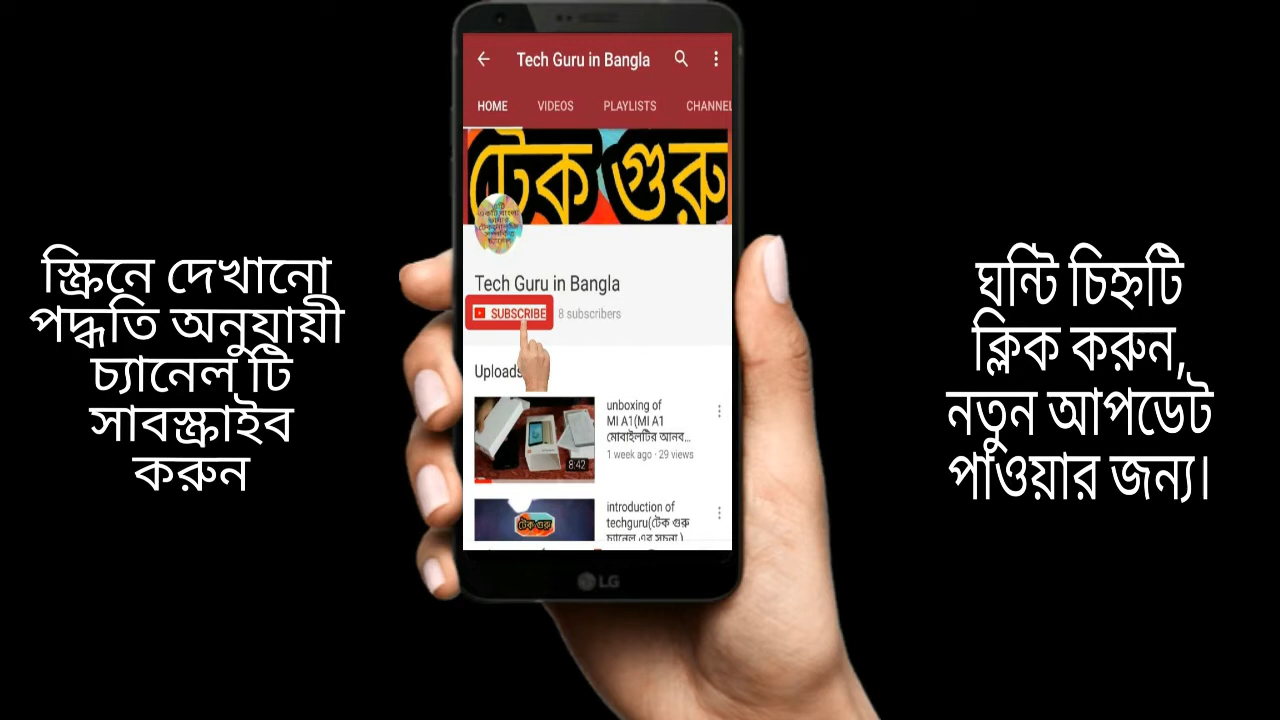 স্ক্রিনে দেখানো
পদ্ধতি অনুযায়ী
চ্যানেল টি
সাবস্ক্রাইব
করুন
Tech Guru in Bangla
HOME VIDEOS PLAYLISTS CHANNEL
টেক গুরু
Tech Guru in Bangla
SUBSCRIBE 8 subscribers
Uploads
unboxing of
MI A1(MI A1
মোবাইলটির আনব...
1 week ago · 29 views
8:42
introduction of
techguru(টেক গুরু
চ্যানেল এর সূচনা )
টেক গুরু
LG
ঘন্টি চিহ্নটি
ক্লিক করুন,
নতুন আপডেট
পাওয়ার জন্য।